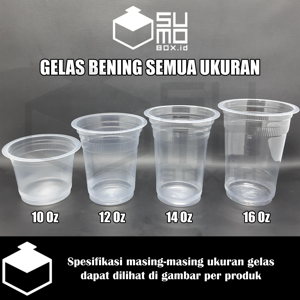 SUMO
BOX.id
GELAS BENING SEMUA UKURAN
10 Oz
12 Oz
14 Oz
16 Oz
Spesifikasi masing-masing ukuran gelas
dapat dilihat di gambar per produk